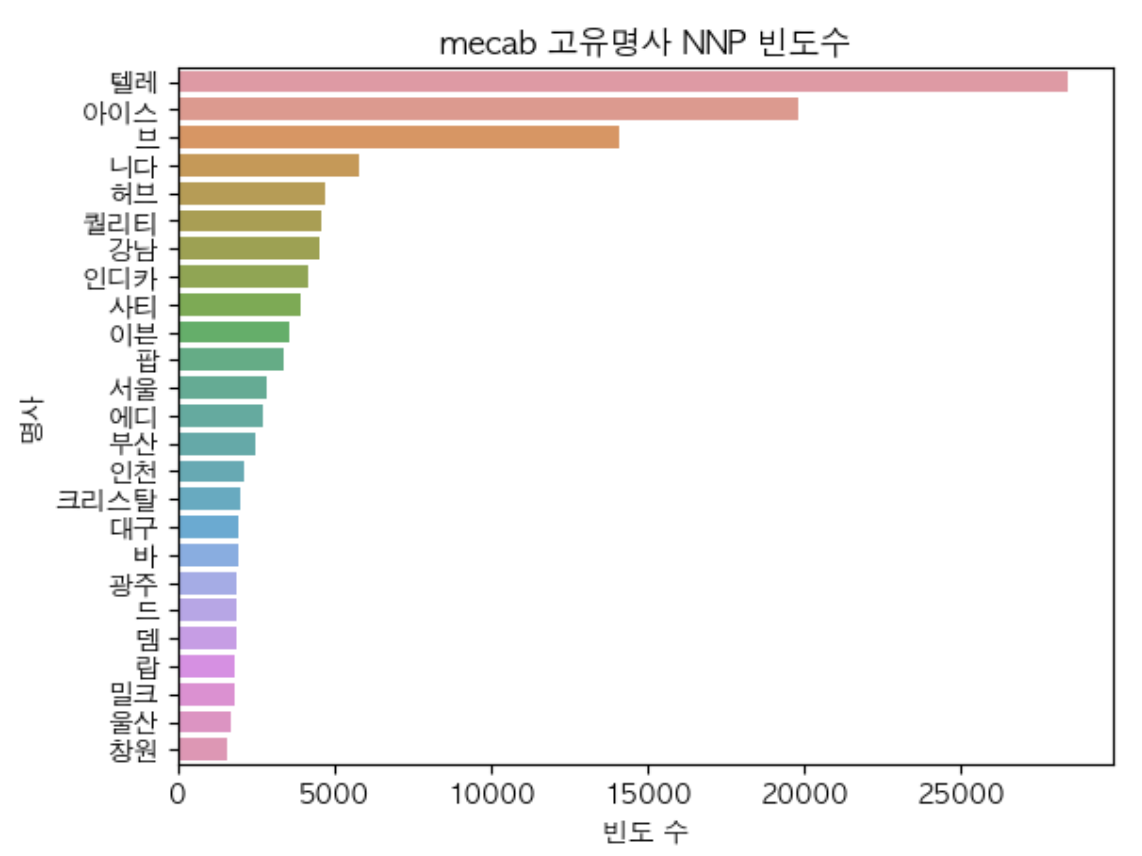 mecab 고유명사 NNP 빈도수
텔레
아이스
브
니다
허브
퀄리티
강남
인디카
사티
이븐
팝
서울
에디
부산
인천
크리스탈
대구
바
광주
드
뎀
랍
밀크
울산
창원
명사
0 5000 10000 15000 20000 25000
빈도 수